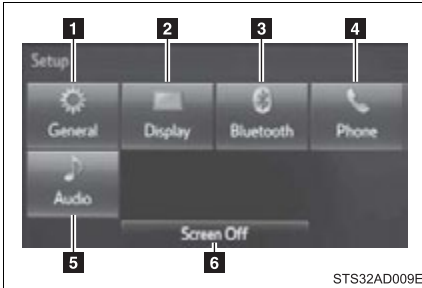 1 2 3 4
Setup
General Display Bluetooth Phone
Audio
Screen Off
5 6
STS32AD009E